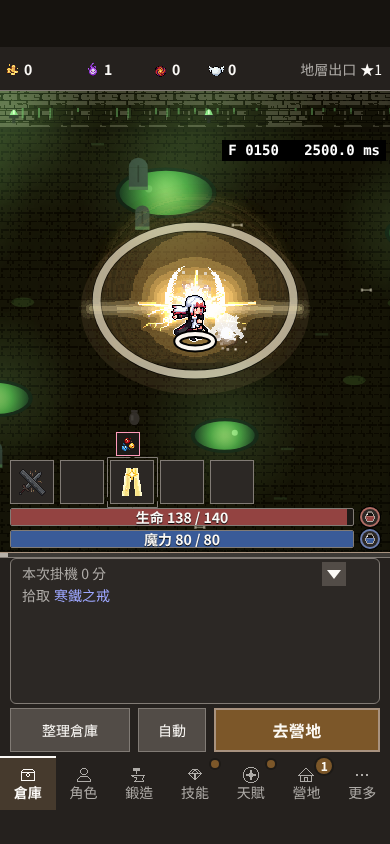 0 1 0 0 地層出口 ★1
F 0150 2500.0 ms
生命 138 / 140
魔力 80 / 80
本次掛機 0 分
拾取 寒鐵之戒
整理倉庫 自動 去營地
1
倉庫 角色 鍛造 技能 天賦 營地 更多